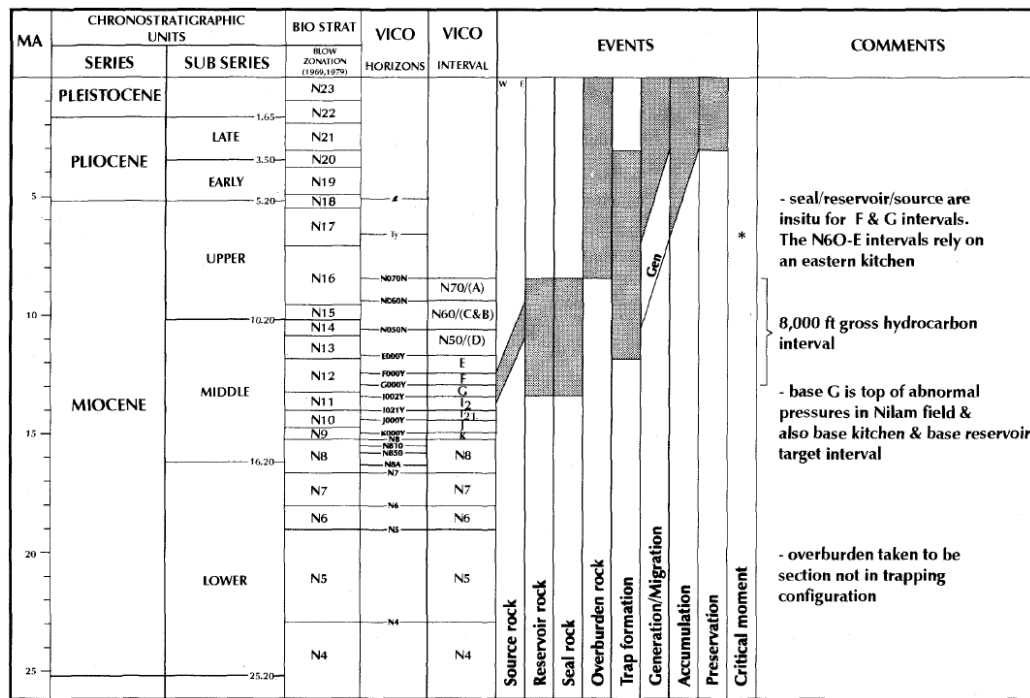 MA
CHRONOSTRATIGRAPHIC
UNITS
SERIES
SUB SERIES
BIO STRAT
BLOW
ZONATION
(1969,1979)
VICO
HORIZONS
VICO
INTERVAL
EVENTS
COMMENTS
5
10
15
20
25
PLEISTOCENE
PLIOCENE
MIOCENE
1.65
LATE
3.50
EARLY
5.20
UPPER
10.20
MIDDLE
16.20
LOWER
25.20
N23
N22
N21
N20
N19
N18
N17
N16
N15
N14
N13
N12
N11
N10
N9
N8
N7
N6
N5
N4
Ty
N070N
N060N
N050N
E000Y
F000Y
G000Y
I002Y
I021Y
J000Y
K000Y
N8
N810
N850
N8A
N7
N6
N5
N4
N70/(A)
N60/(C&B)
N50/(D)
E
F
G
I2
I21
J
K
N8
N7
N6
N5
N4
W E
Gen
*
Source rock
Reservoir rock
Seal rock
Overburden rock
Trap formation
Generation/Migration
Accumulation
Preservation
Critical moment
- seal/reservoir/source are
insitu for F & G intervals.
The N6O-E intervals rely on
an eastern kitchen
8,000 ft gross hydrocarbon
interval
- base G is top of abnormal
pressures in Nilam field &
also base kitchen & base reservoir
target interval
- overburden taken to be
section not in trapping
configuration